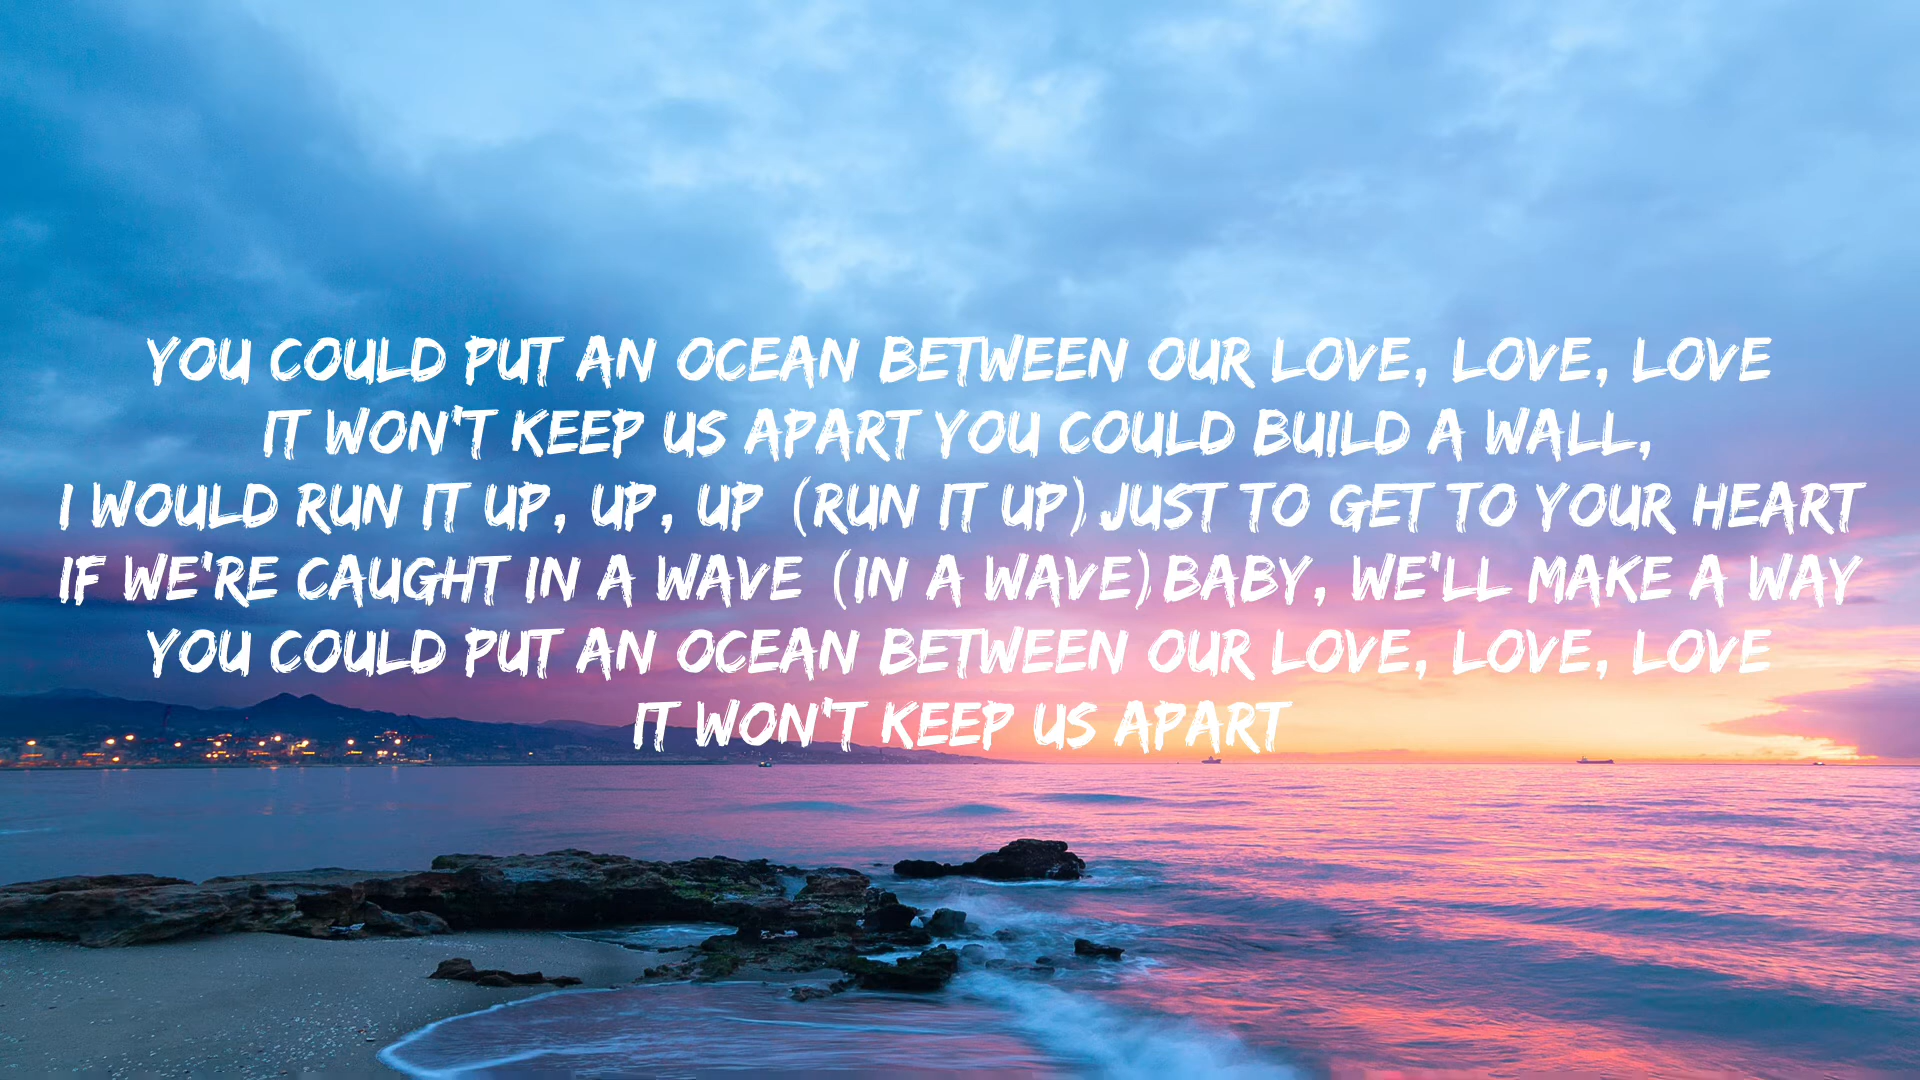 YOU COULD PUT AN OCEAN BETWEEN OUR LOVE, LOVE, LOVE
IT WON'T KEEP US APART YOU COULD BUILD A WALL,
I WOULD RUN IT UP, UP, UP (RUN IT UP) JUST TO GET TO YOUR HEART
IF WE'RE CAUGHT IN A WAVE (IN A WAVE) BABY, WE'LL MAKE A WAY
YOU COULD PUT AN OCEAN BETWEEN OUR LOVE, LOVE, LOVE
IT WON'T KEEP US APART